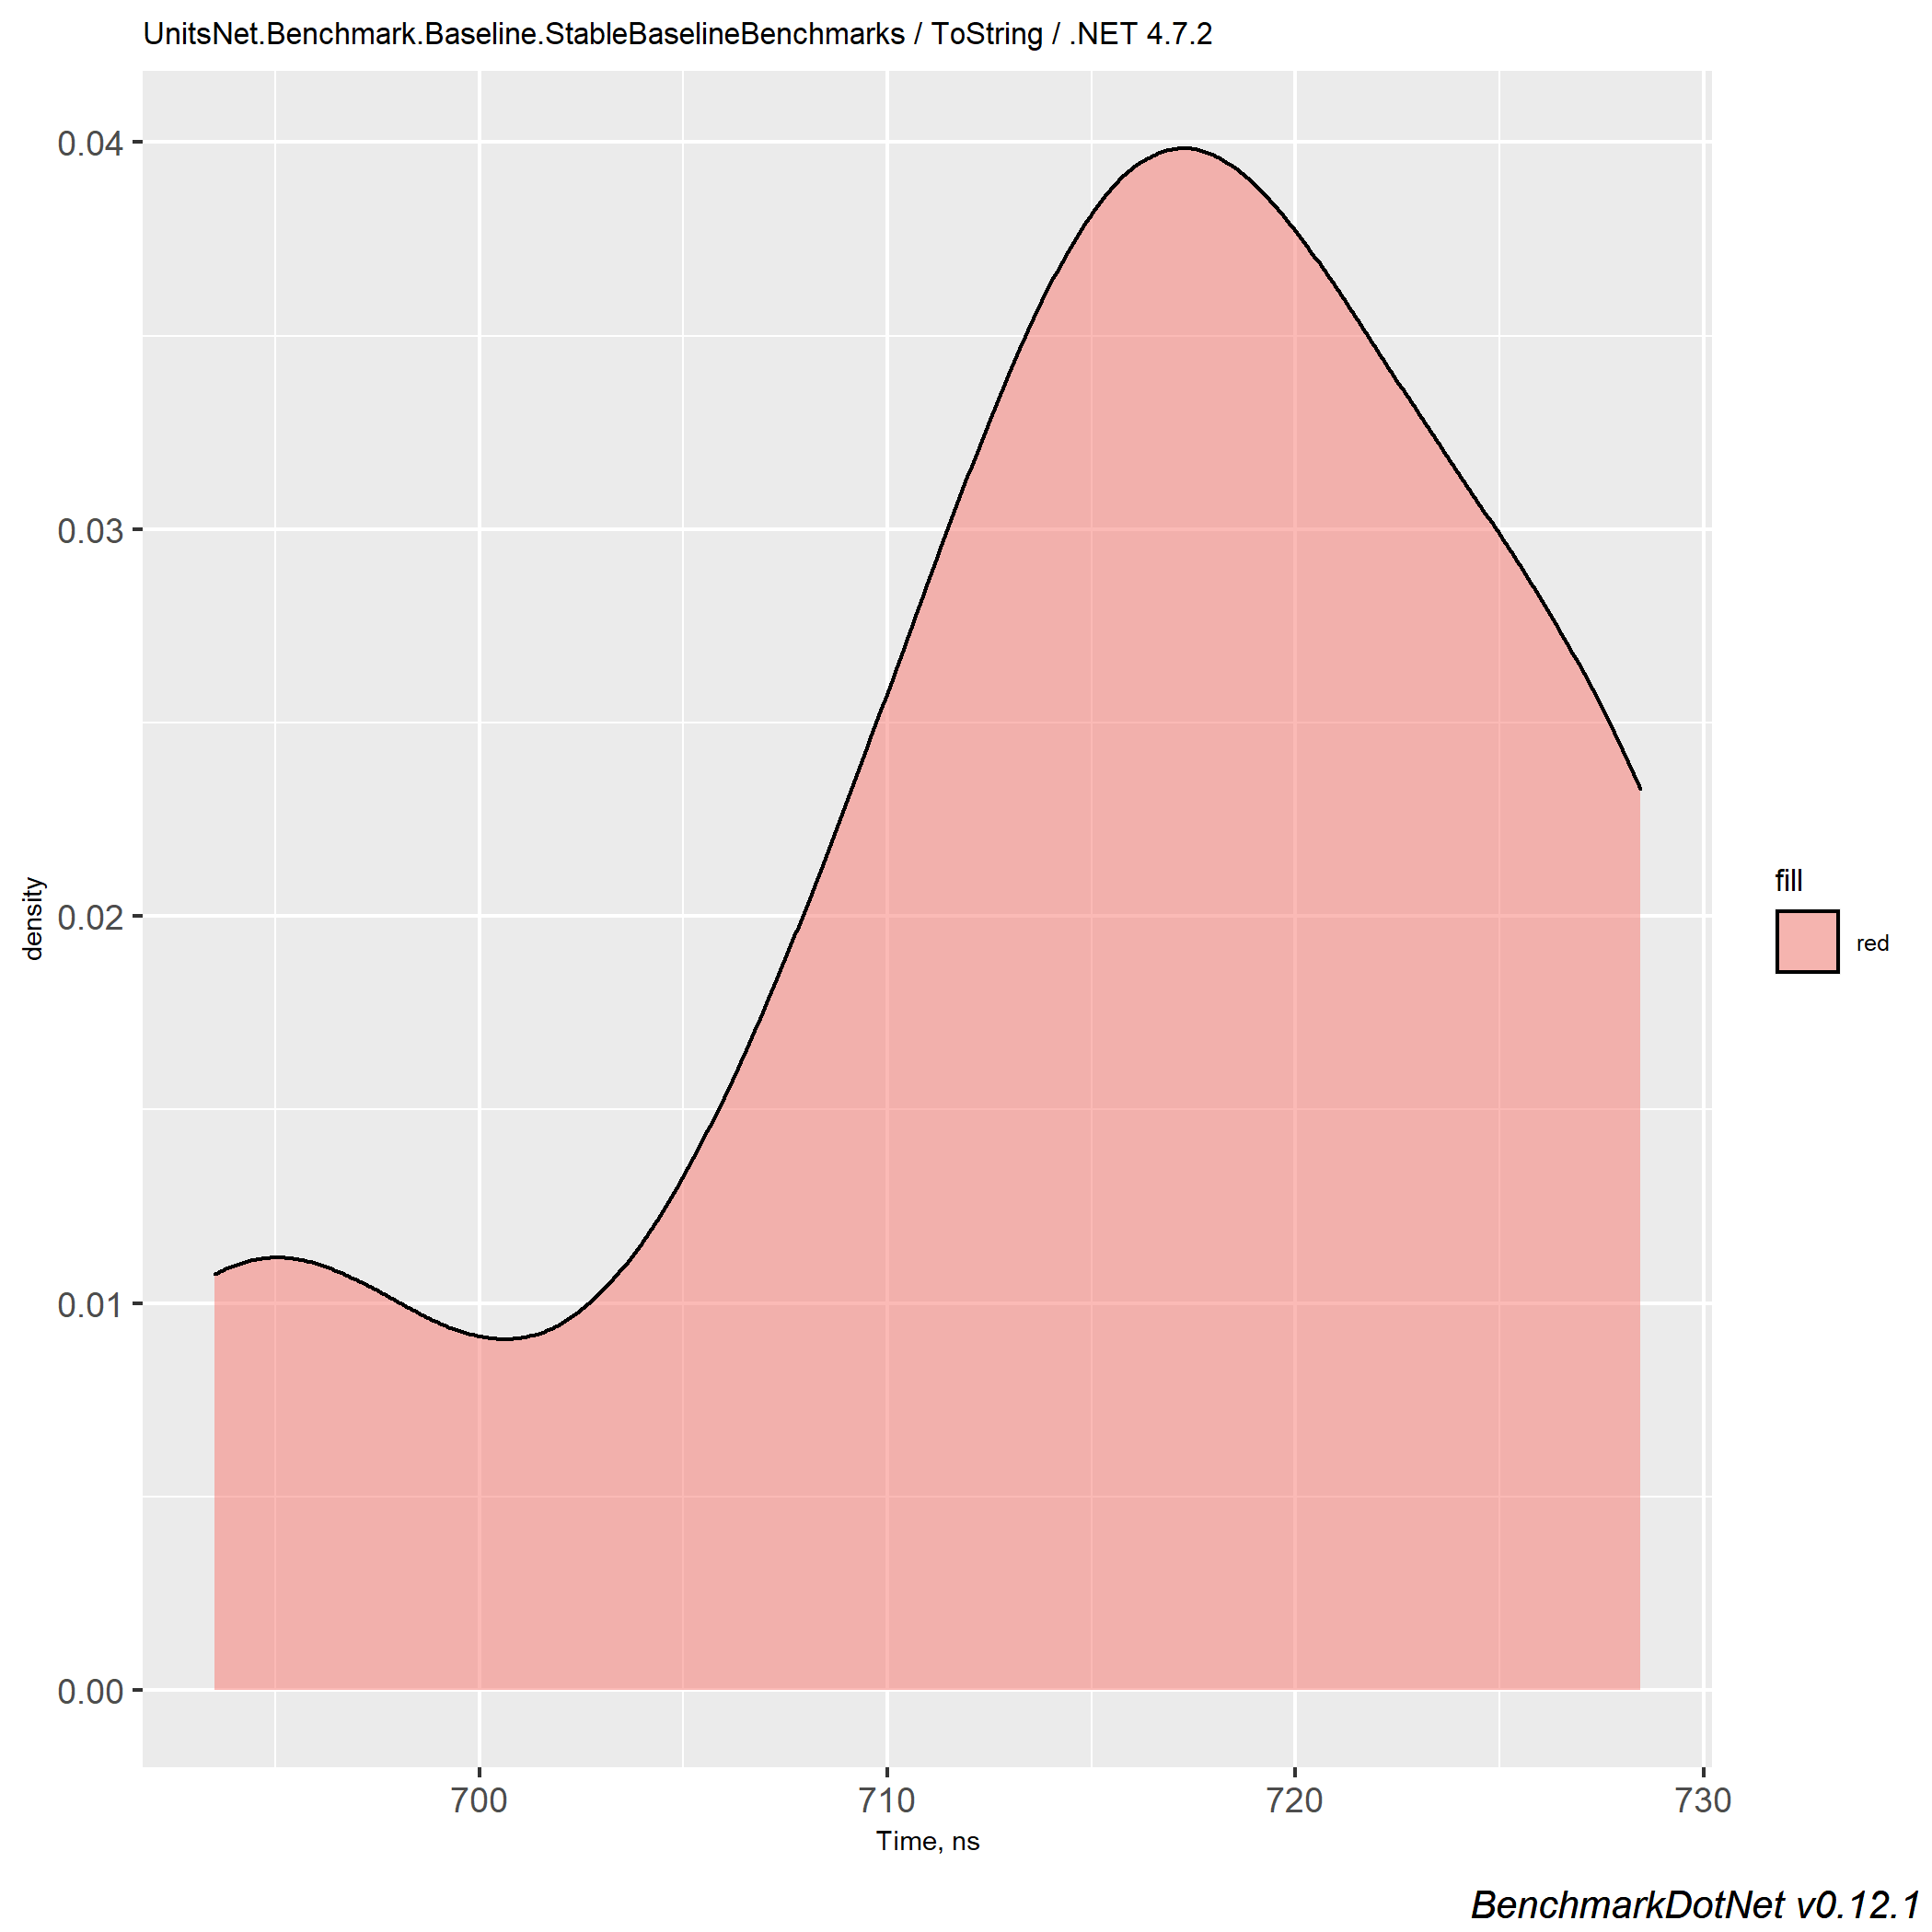 UnitsNet.Benchmark.Baseline.StableBaselineBenchmarks / ToString / .NET 4.7.2
0.04
0.03
0.02
0.01
0.00
density
700
710
720
730
Time, ns
fill
red
BenchmarkDotNet v0.12.1